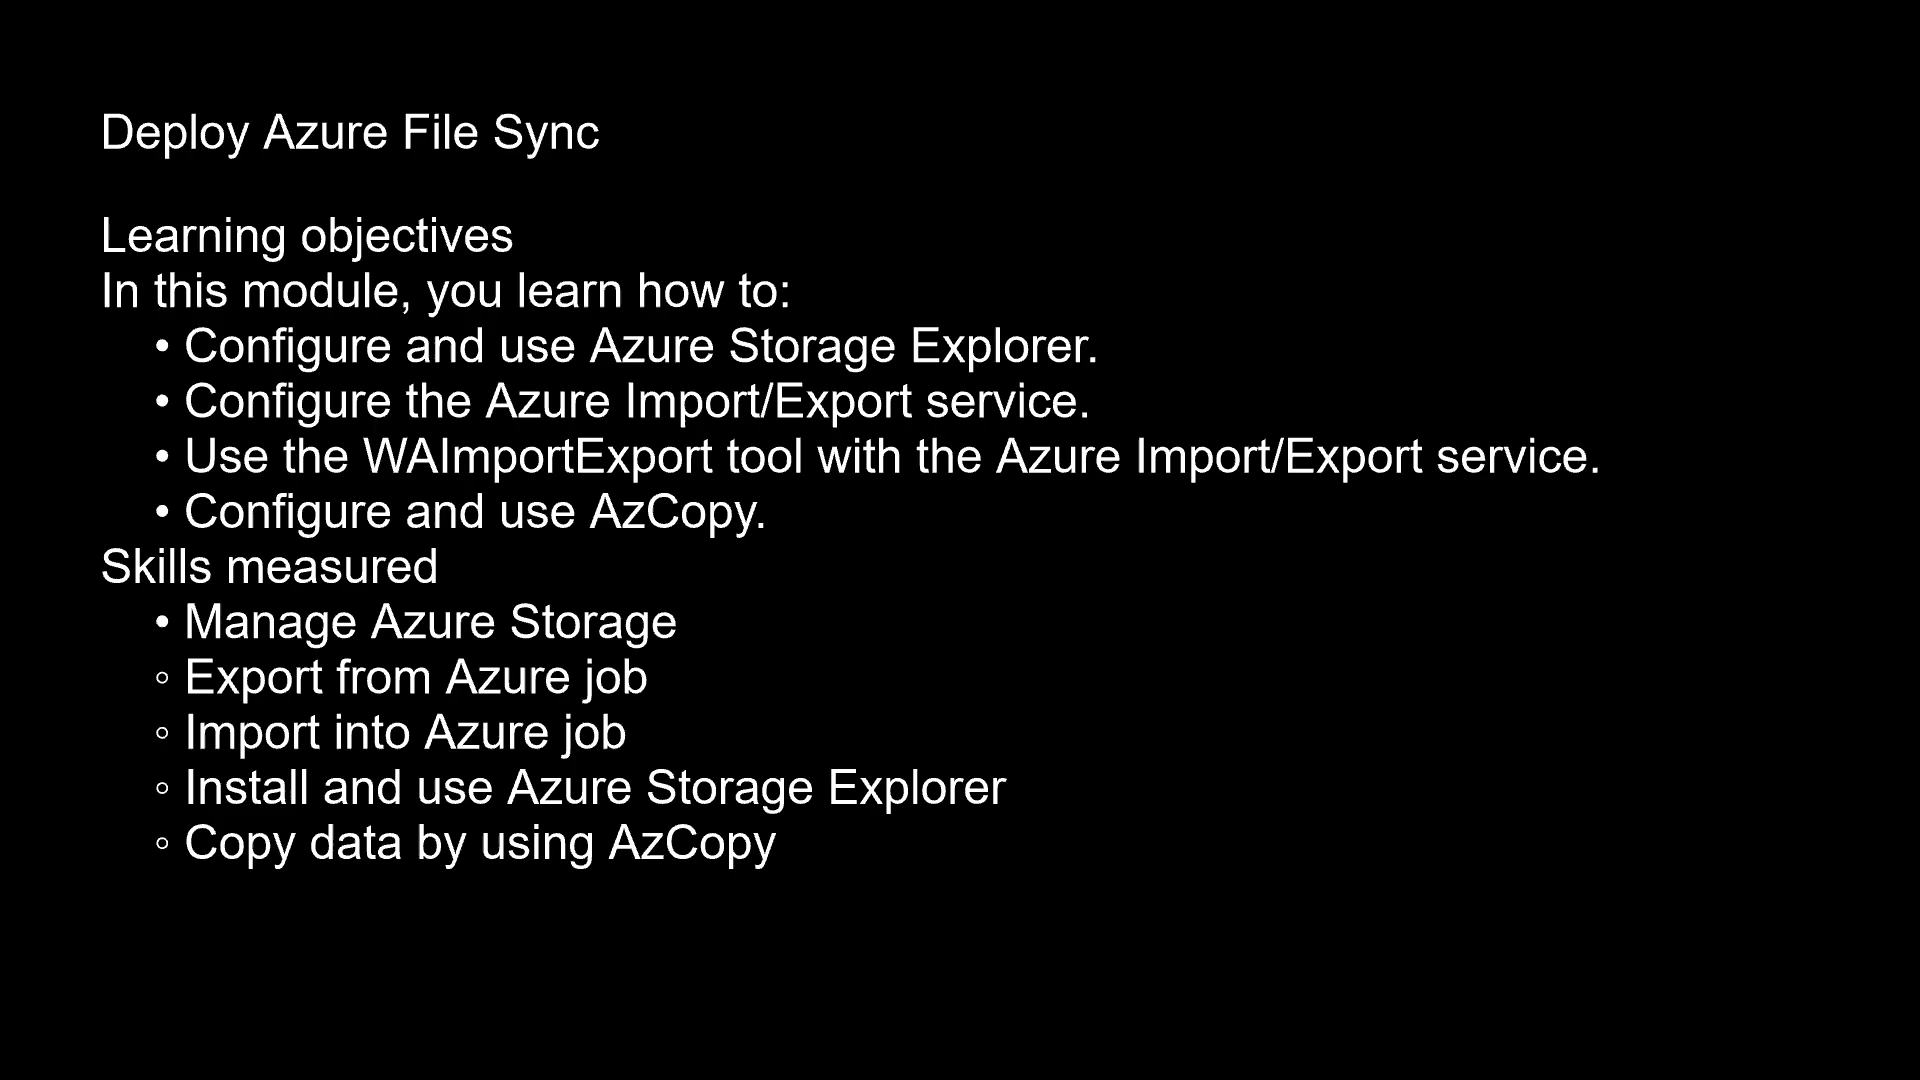 Deploy Azure File Sync
Learning objectives
In this module, you learn how to:
• Configure and use Azure Storage Explorer.
• Configure the Azure Import/Export service.
• Use the WAImportExport tool with the Azure Import/Export service.
• Configure and use AzCopy.
Skills measured
• Manage Azure Storage
◦ Export from Azure job
◦ Import into Azure job
◦ Install and use Azure Storage Explorer
◦ Copy data by using AzCopy